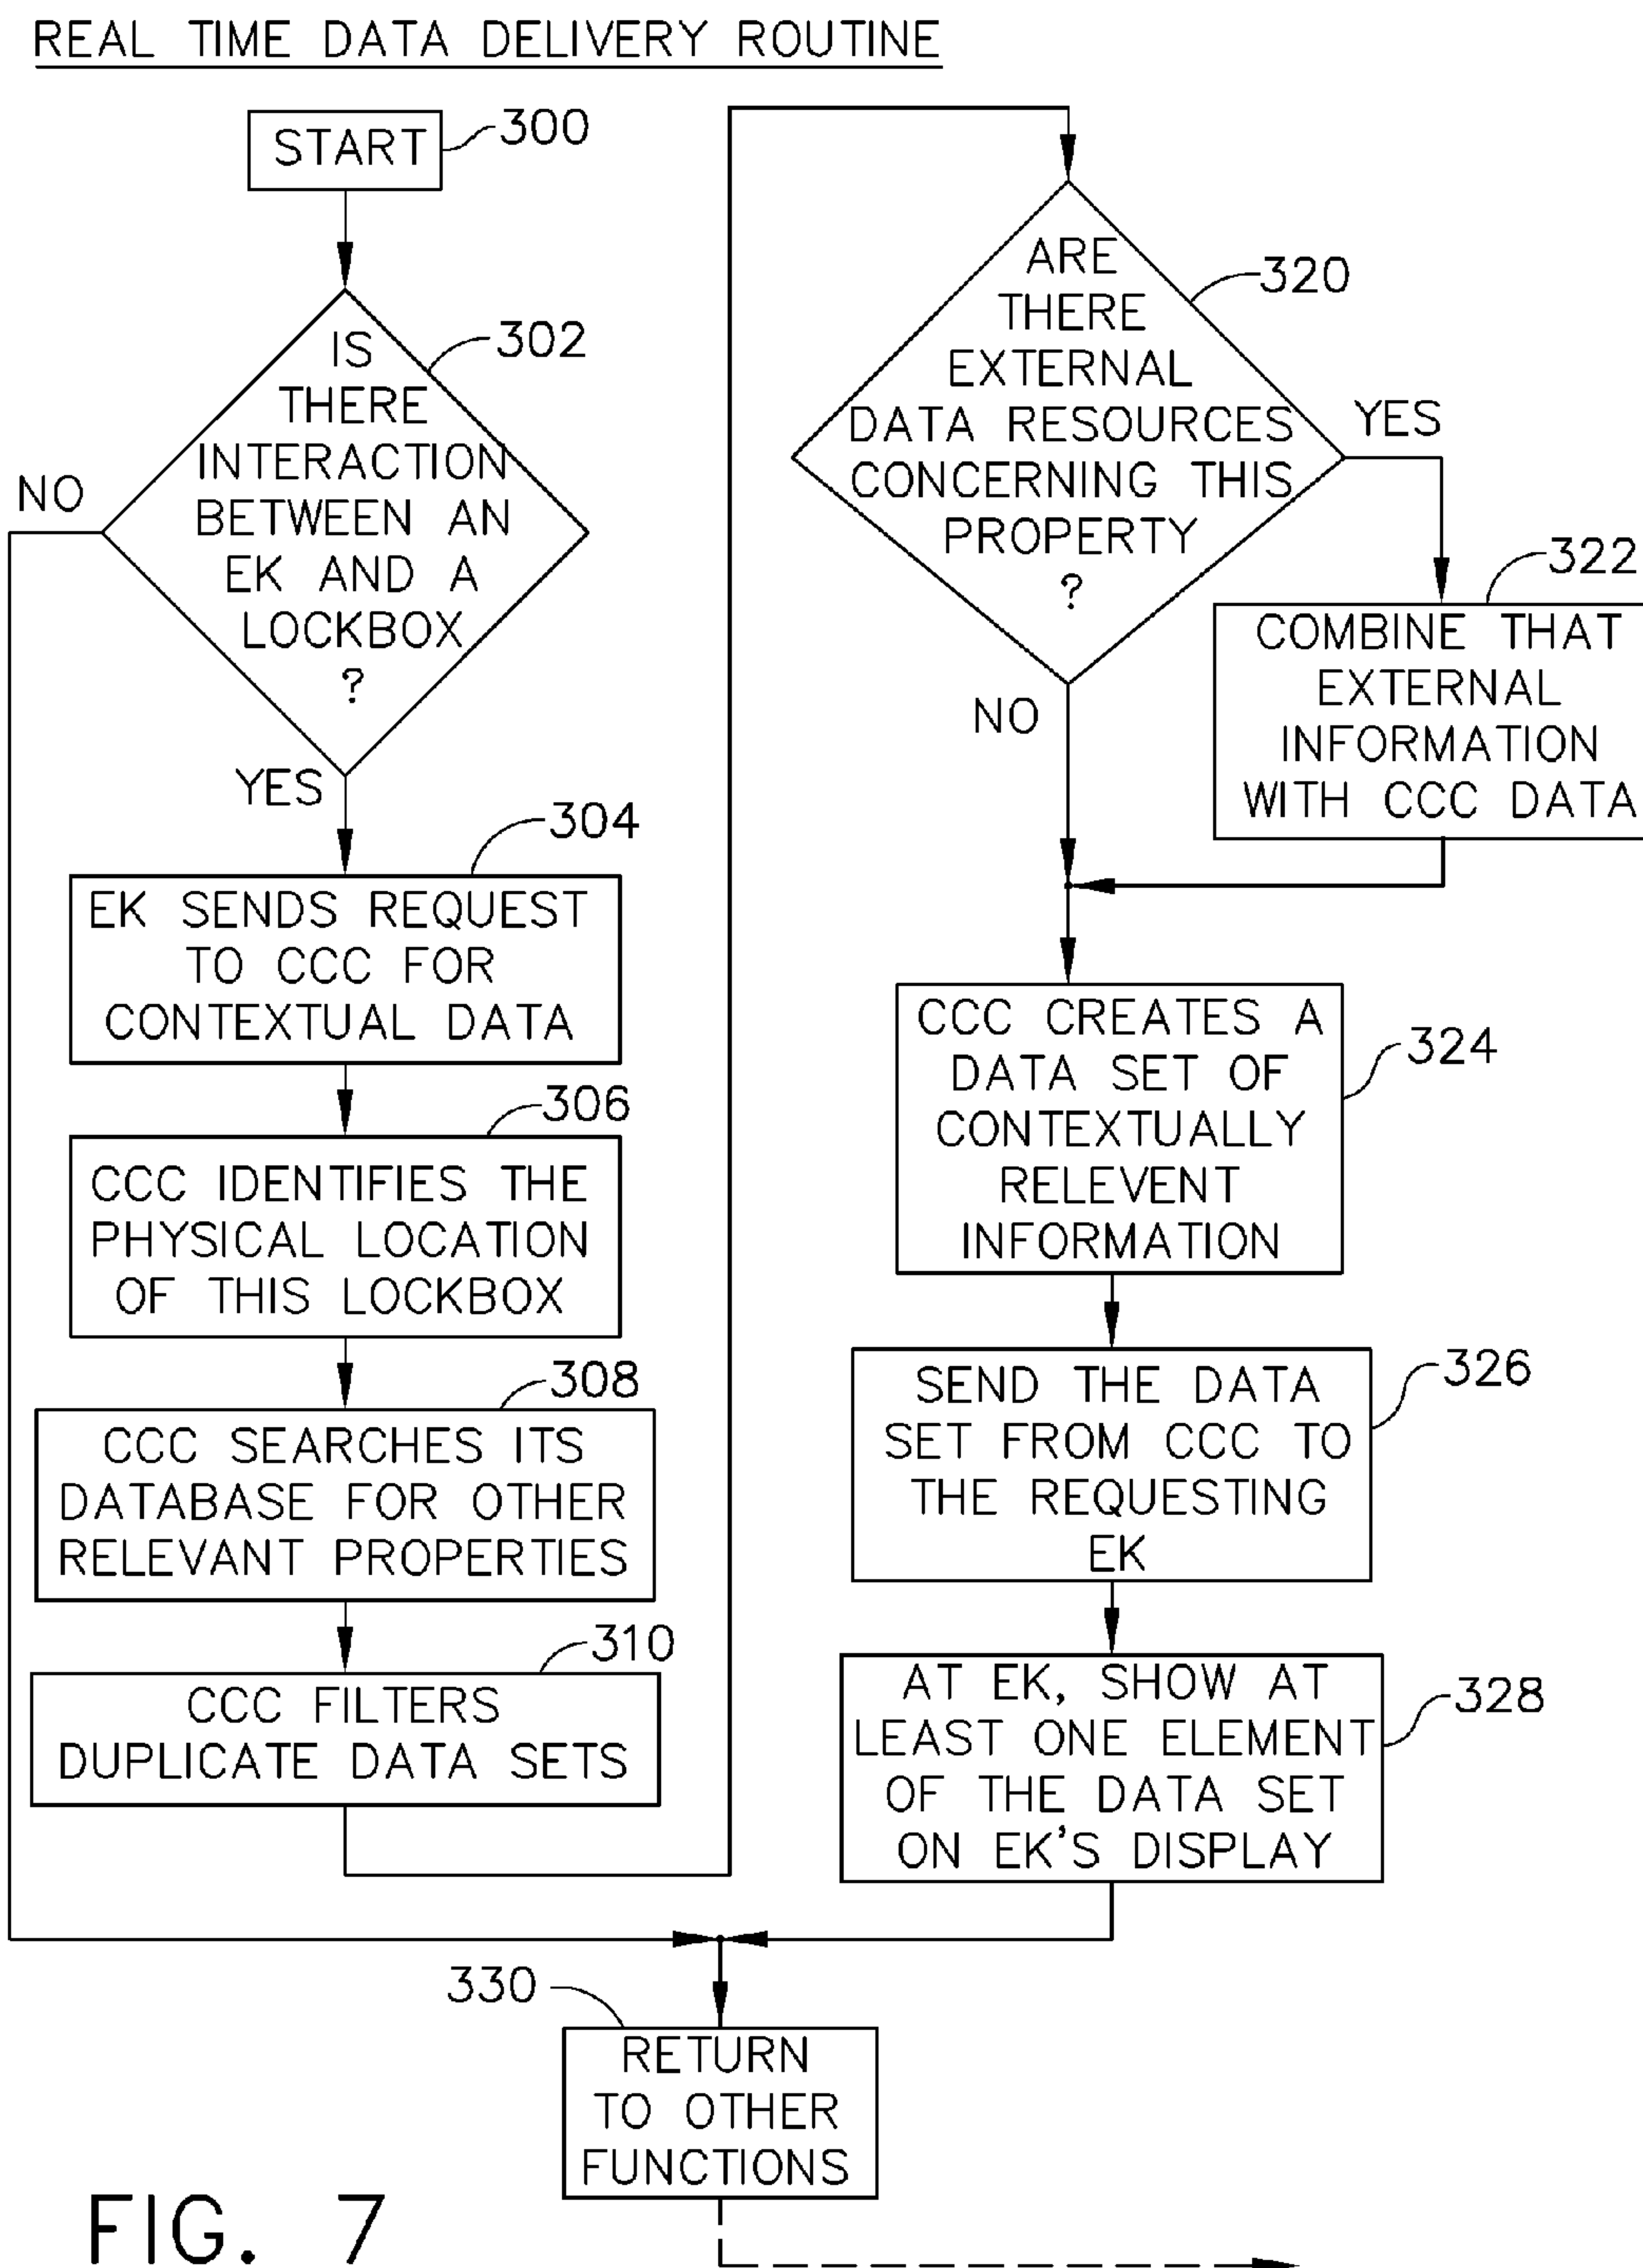 REAL TIME DATA DELIVERY ROUTINE
START
300
IS
THERE
INTERACTION
BETWEEN AN
EK AND A
LOCKBOX
?
302
NO
YES
304
EK SENDS REQUEST
TO CCC FOR
CONTEXTUAL DATA
306
CCC IDENTIFIES THE
PHYSICAL LOCATION
OF THIS LOCKBOX
308
CCC SEARCHES ITS
DATABASE FOR OTHER
RELEVANT PROPERTIES
310
CCC FILTERS
DUPLICATE DATA SETS
ARE
THERE
EXTERNAL
DATA RESOURCES
CONCERNING THIS
PROPERTY
?
320
YES
NO
322
COMBINE THAT
EXTERNAL
INFORMATION
WITH CCC DATA
CCC CREATES A
DATA SET OF
CONTEXTUALLY
RELEVENT
INFORMATION
324
SEND THE DATA
SET FROM CCC TO
THE REQUESTING
EK
326
AT EK, SHOW AT
LEAST ONE ELEMENT
OF THE DATA SET
ON EK'S DISPLAY
328
330
RETURN
TO OTHER
FUNCTIONS
FIG. 7